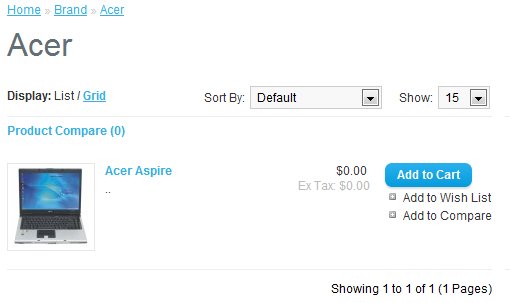 Home » Brand » Acer
Acer
Display: List / Grid
Sort By: Default
Show: 15
Product Compare (0)
Acer Aspire
..
$0.00
Ex Tax: $0.00
Add to Cart
Add to Wish List
Add to Compare
Showing 1 to 1 of 1 (1 Pages)